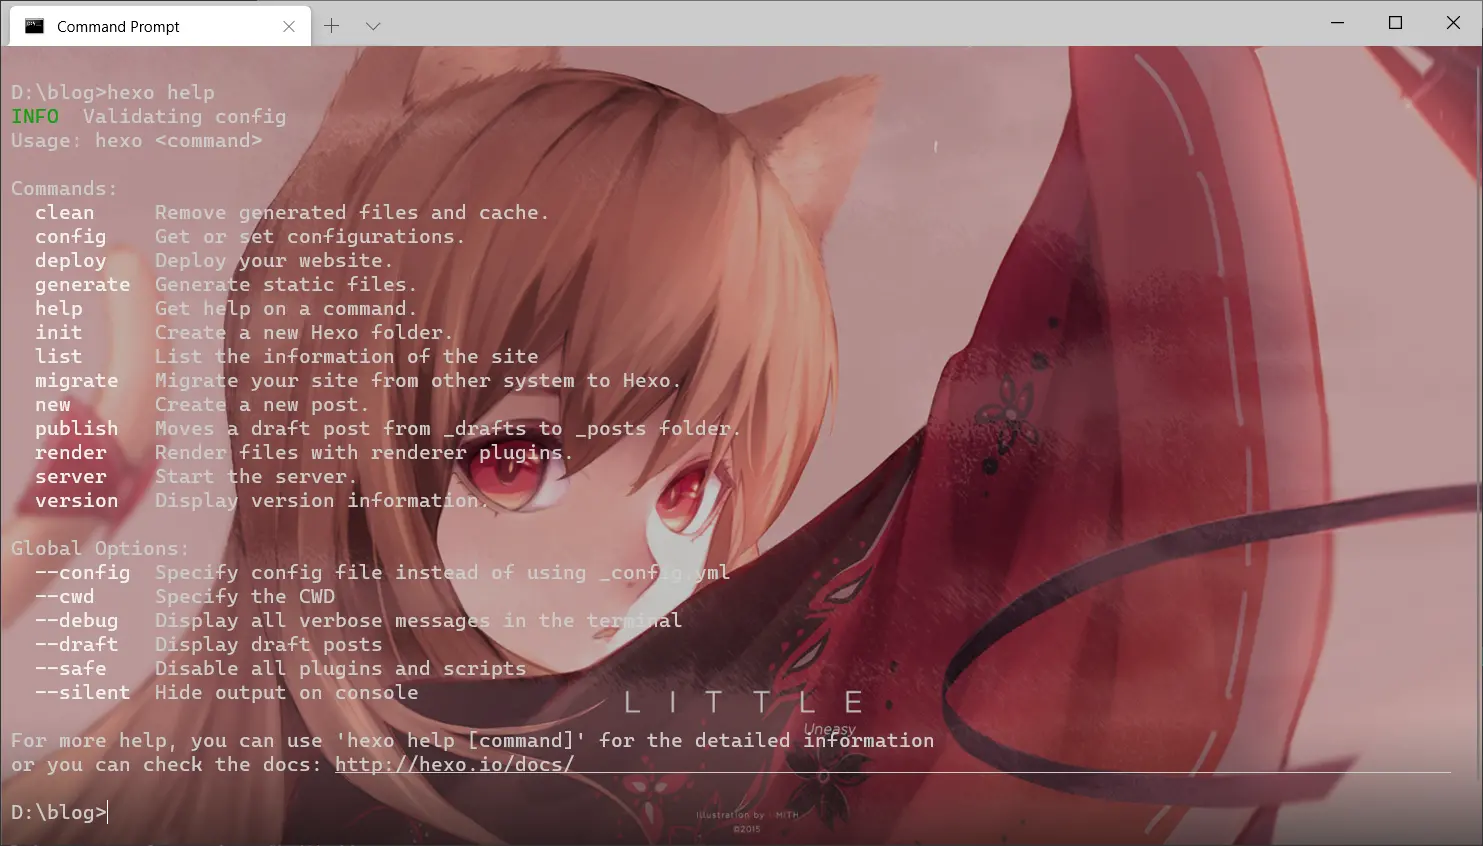 Command Prompt
D:\blog>hexo help
INFO  Validating config
Usage: hexo <command>
Commands:
  clean     Remove generated files and cache.
  config    Get or set configurations.
  deploy    Deploy your website.
  generate  Generate static files.
  help      Get help on a command.
  init      Create a new Hexo folder.
  list      List the information of the site
  migrate   Migrate your site from other system to Hexo.
  new       Create a new post.
  publish   Moves a draft post from _drafts to _posts folder.
  render    Render files with renderer plugins.
  server    Start the server.
  version   Display version information.
Global Options:
  --config  Specify config file instead of using _config.yml
  --cwd     Specify the CWD
  --debug   Display all verbose messages in the terminal
  --draft   Display draft posts
  --safe    Disable all plugins and scripts
  --silent  Hide output on console
LITTLE
Uneasy
For more help, you can use 'hexo help [command]' for the detailed information
or you can check the docs: http://hexo.io/docs/
D:\blog>
Illustration by MITH
©2015